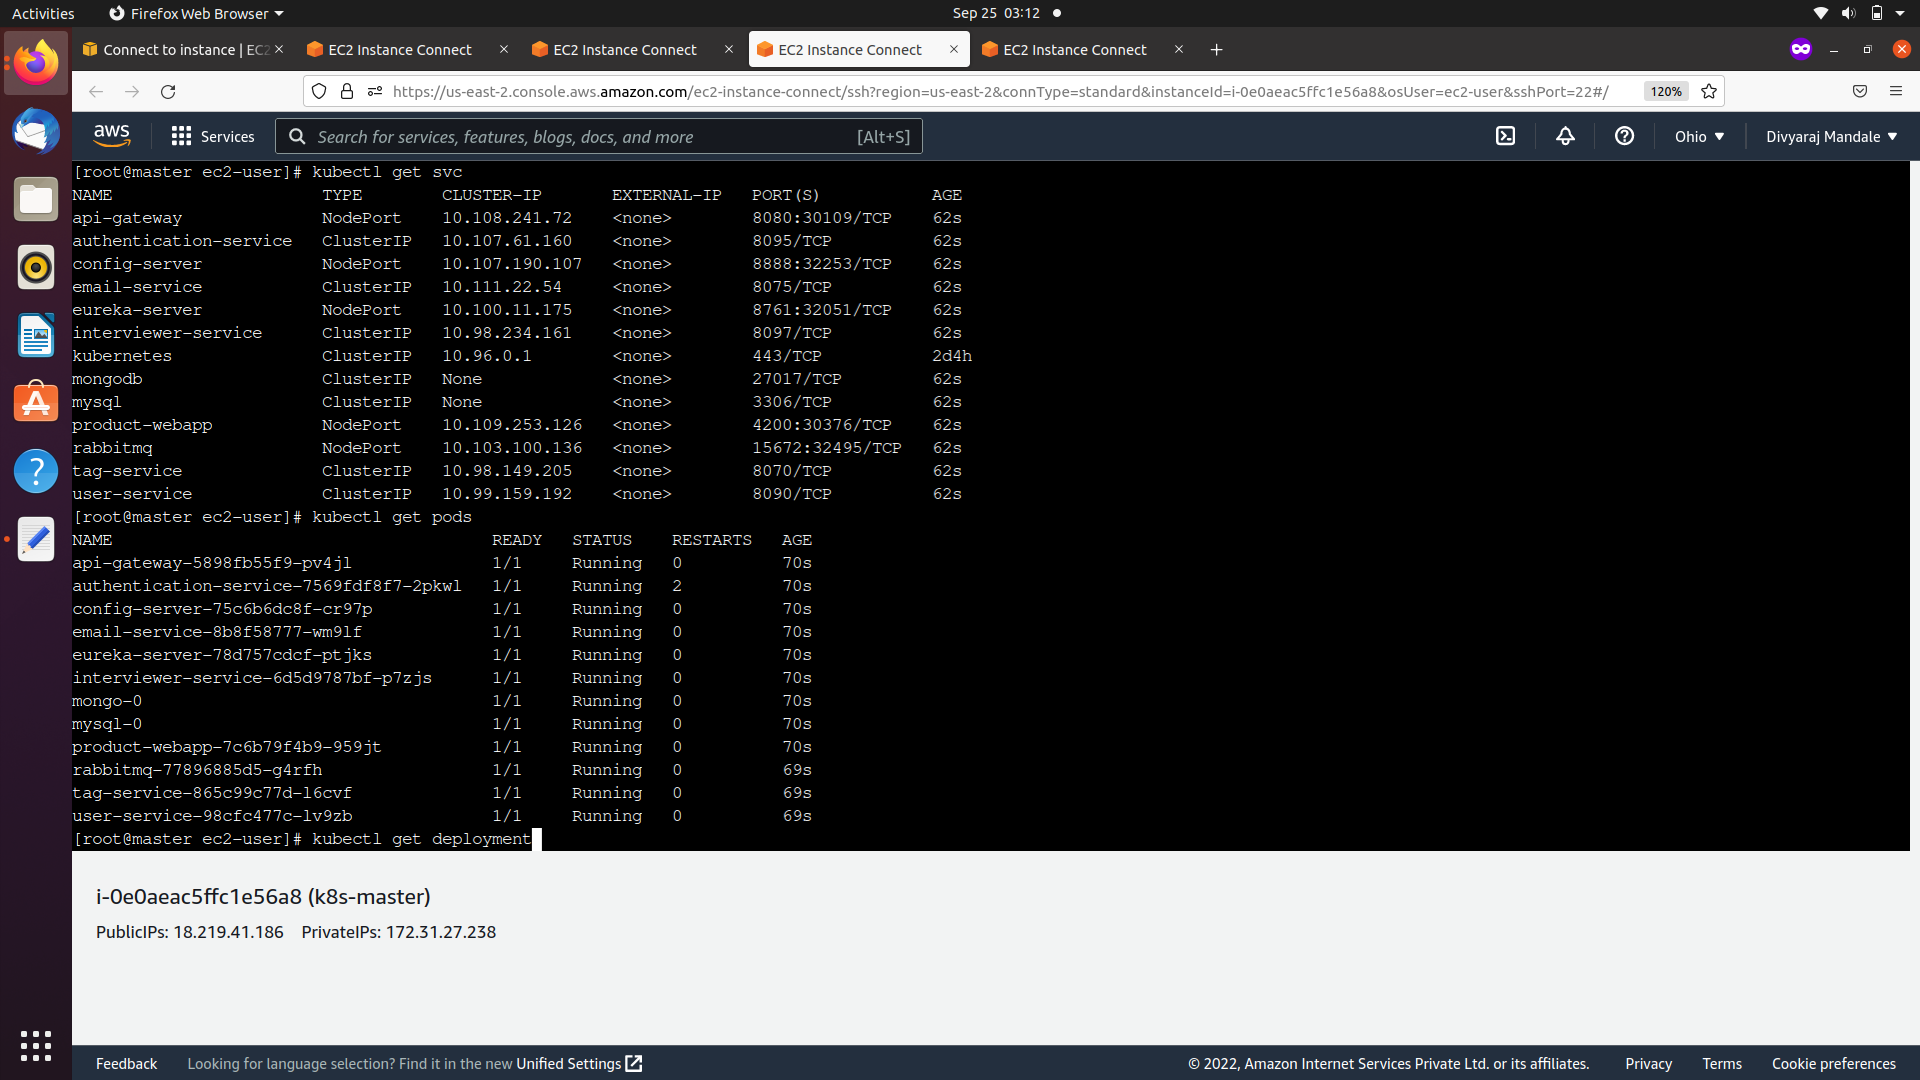 Activities
Firefox Web Browser
Sep 25 03:12
Connect to instance | EC2
EC2 Instance Connect
EC2 Instance Connect
EC2 Instance Connect
EC2 Instance Connect
https://us-east-2.console.aws.amazon.com/ec2-instance-connect/ssh?region=us-east-2&connType=standard&instanceId=i-0e0aeac5ffc1e56a8&osUser=ec2-user&sshPort=22#/
120%
aws
Services
Search for services, features, blogs, docs, and more
[Alt+S]
Ohio
Divyaraj Mandale
[root@master ec2-user]# kubectl get svc
NAME TYPE CLUSTER-IP EXTERNAL-IP PORT(S) AGE
api-gateway NodePort 10.108.241.72 <none> 8080:30109/TCP 62s
authentication-service ClusterIP 10.107.61.160 <none> 8095/TCP 62s
config-server NodePort 10.107.190.107 <none> 8888:32253/TCP 62s
email-service ClusterIP 10.111.22.54 <none> 8075/TCP 62s
eureka-server NodePort 10.100.11.175 <none> 8761:32051/TCP 62s
interviewer-service ClusterIP 10.98.234.161 <none> 8097/TCP 62s
kubernetes ClusterIP 10.96.0.1 <none> 443/TCP 2d4h
mongodb ClusterIP None <none> 27017/TCP 62s
mysql ClusterIP None <none> 3306/TCP 62s
product-webapp NodePort 10.109.253.126 <none> 4200:30376/TCP 62s
rabbitmq NodePort 10.103.100.136 <none> 15672:32495/TCP 62s
tag-service ClusterIP 10.98.149.205 <none> 8070/TCP 62s
user-service ClusterIP 10.99.159.192 <none> 8090/TCP 62s
[root@master ec2-user]# kubectl get pods
NAME READY STATUS RESTARTS AGE
api-gateway-5898fb55f9-pv4jl 1/1 Running 0 70s
authentication-service-7569fdf8f7-2pkwl 1/1 Running 2 70s
config-server-75c6b6dc8f-cr97p 1/1 Running 0 70s
email-service-8b8f58777-wm9lf 1/1 Running 0 70s
eureka-server-78d757cdcf-ptjks 1/1 Running 0 70s
interviewer-service-6d5d9787bf-p7zjs 1/1 Running 0 70s
mongo-0 1/1 Running 0 70s
mysql-0 1/1 Running 0 70s
product-webapp-7c6b79f4b9-959jt 1/1 Running 0 70s
rabbitmq-77896885d5-g4rfh 1/1 Running 0 69s
tag-service-865c99c77d-l6cvf 1/1 Running 0 69s
user-service-98cfc477c-lv9zb 1/1 Running 0 69s
[root@master ec2-user]# kubectl get deployment
i-0e0aeac5ffc1e56a8 (k8s-master)
PublicIPs: 18.219.41.186 PrivateIPs: 172.31.27.238
Feedback
Looking for language selection? Find it in the new Unified Settings
© 2022, Amazon Internet Services Private Ltd. or its affiliates.
Privacy
Terms
Cookie preferences